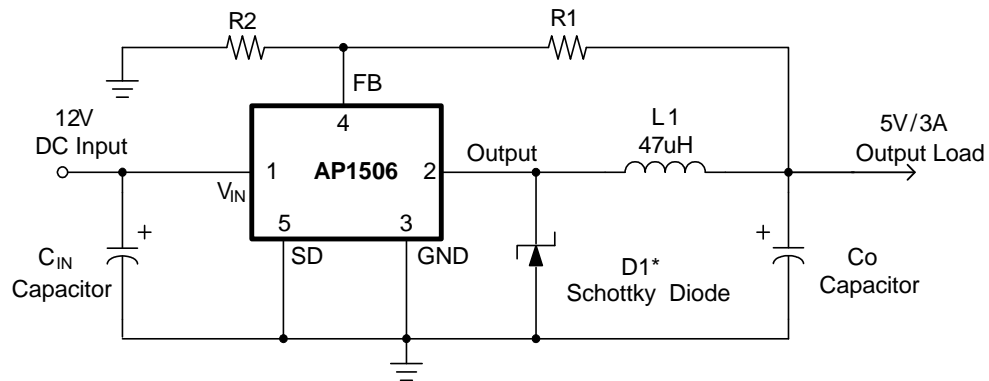 R2
R1
FB
12V
DC Input
4
L1
47uH
5V/3A
Output Load
Output
1
AP1506
2
VIN
5
3
SD
GND
+
+
CIN
Capacitor
D1*
Schottky Diode
Co
Capacitor